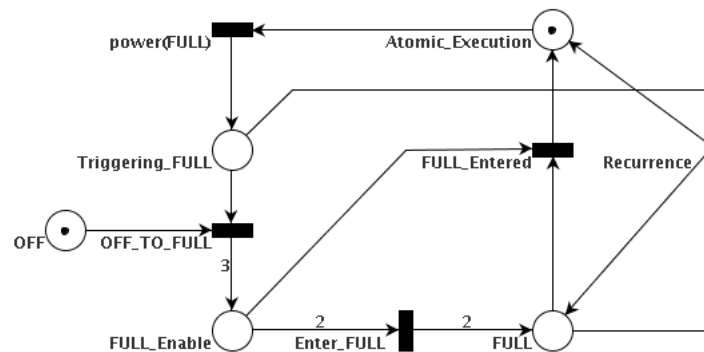 power(FULL)
Atomic_Execution
Triggering_FULL
FULL_Entered
Recurrence
OFF
OFF_TO_FULL
3
2
2
FULL_Enable
Enter_FULL
FULL